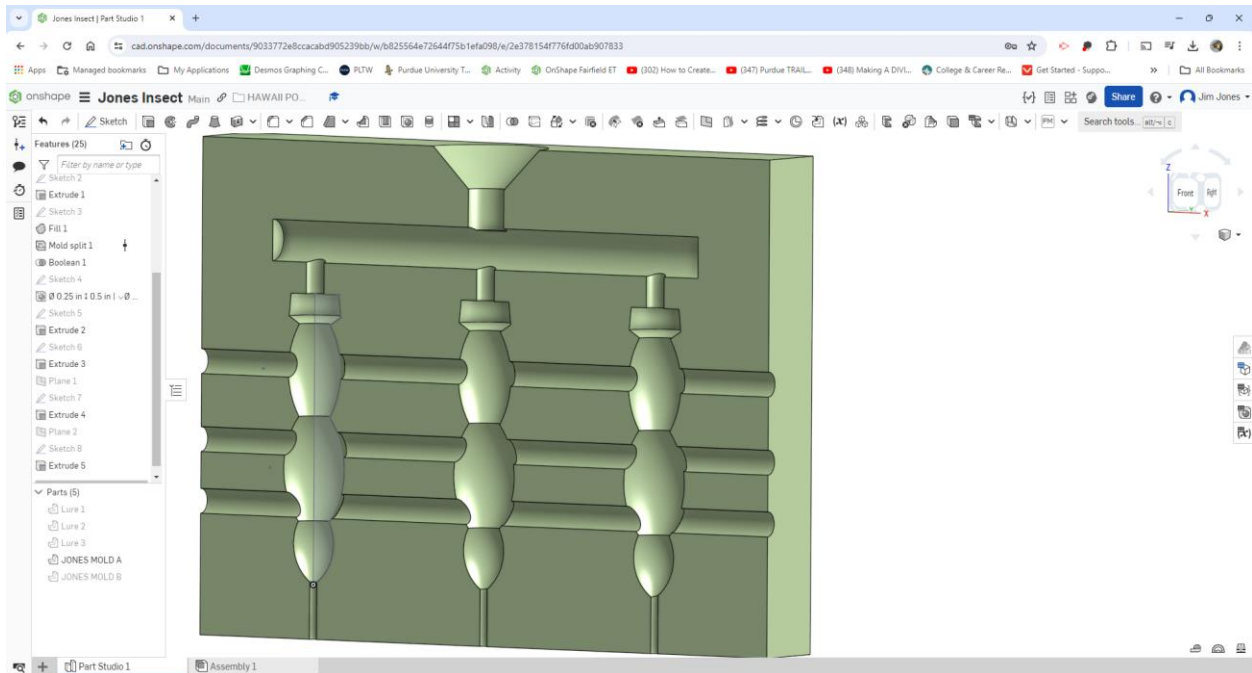 Jones Insect | Part Studio 1
cad.onshape.com/documents/9033772e8ccacabd905239bb/w/b825564e72644f75b1efa098/e/2e378154f776fd00ab907833
Apps Managed bookmarks My Applications Desmos Graphing C... PLTW Purdue University T... Activity OnShape Fairfield ET (302) How to Create... (347) Purdue TRAIL... (348) Making A DIVI... College & Career Re... Get Started - Suppo... » All Bookmarks
onshape Jones Insect Main HAWAII PO... Share Jim Jones
Sketch PM Search tools... alt/⌥ c
Features (25)
Filter by name or type
Sketch 2
Extrude 1
Sketch 3
Fill 1
Mold split 1
Boolean 1
Sketch 4
Ø 0.25 in ↧ 0.5 in | ⌵Ø ...
Sketch 5
Extrude 2
Sketch 6
Extrude 3
Plane 1
Sketch 7
Extrude 4
Plane 2
Sketch 8
Extrude 5
Parts (5)
Lure 1
Lure 2
Lure 3
JONES MOLD A
JONES MOLD B
Z
Front
X
Part Studio 1 Assembly 1